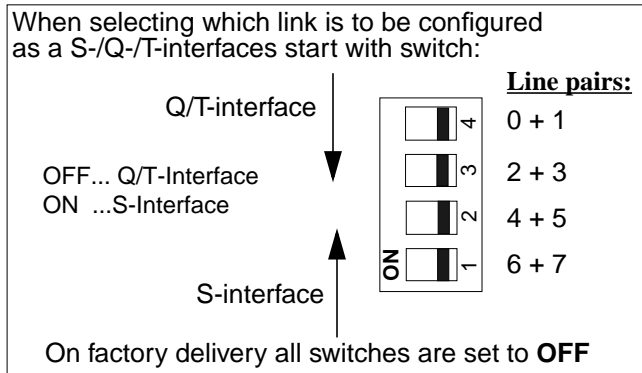 When selecting which link is to be configured
as a S-/Q-/T-interfaces start with switch:
Line pairs:
Q/T-interface
4 0 + 1
OFF... Q/T-Interface
3 2 + 3
ON ...S-Interface
2 4 + 5
ON 1 6 + 7
S-interface
On factory delivery all switches are set to OFF